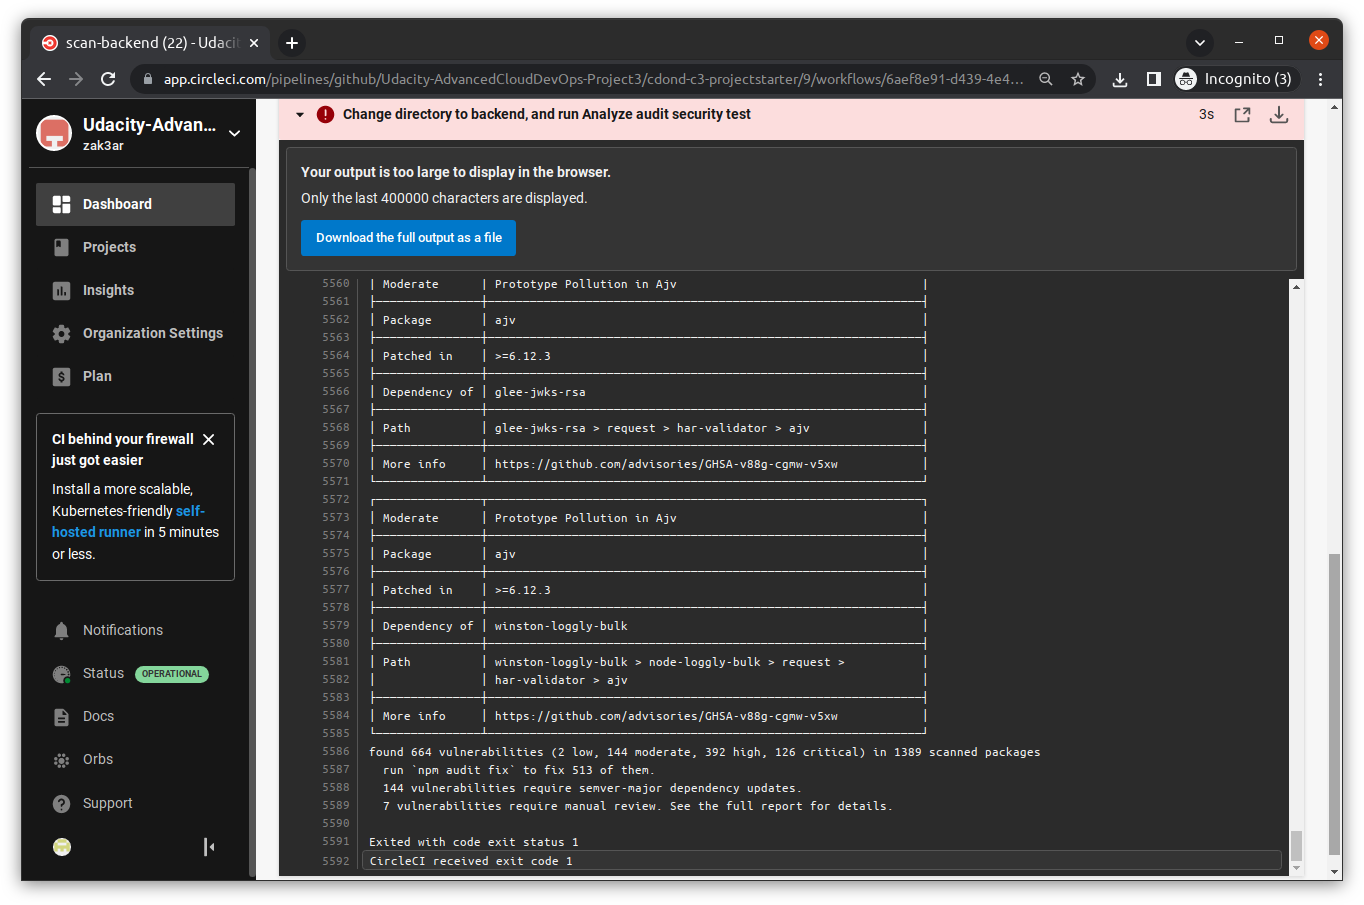 scan-backend (22) - Udaci
app.circleci.com/pipelines/github/Udacity-AdvancedCloudDevOps-Project3/cdond-c3-projectstarter/9/workflows/6aef8e91-d439-4e4...
Incognito (3)
Udacity-Advan...
zak3ar
Dashboard
Projects
Insights
Organization Settings
Plan
CI behind your firewall
just got easier
Install a more scalable,
Kubernetes-friendly self-
hosted runner in 5 minutes
or less.
Notifications
Status OPERATIONAL
Docs
Orbs
Support
Change directory to backend, and run Analyze audit security test 3s
Your output is too large to display in the browser.
Only the last 400000 characters are displayed.
Download the full output as a file
5560 | Moderate | Prototype Pollution in Ajv |
5561
5562 | Package | ajv |
5563
5564 | Patched in | >=6.12.3 |
5565
5566 | Dependency of | glee-jwks-rsa |
5567
5568 | Path | glee-jwks-rsa > request > har-validator > ajv |
5569
5570 | More info | https://github.com/advisories/GHSA-v88g-cgmw-v5xw |
5571
5572
5573 | Moderate | Prototype Pollution in Ajv |
5574
5575 | Package | ajv |
5576
5577 | Patched in | >=6.12.3 |
5578
5579 | Dependency of | winston-loggly-bulk |
5580
5581 | Path | winston-loggly-bulk > node-loggly-bulk > request > |
5582 | | har-validator > ajv |
5583
5584 | More info | https://github.com/advisories/GHSA-v88g-cgmw-v5xw |
5585
5586 found 664 vulnerabilities (2 low, 144 moderate, 392 high, 126 critical) in 1389 scanned packages
5587 run `npm audit fix` to fix 513 of them.
5588 144 vulnerabilities require semver-major dependency updates.
5589 7 vulnerabilities require manual review. See the full report for details.
5590
5591 Exited with code exit status 1
5592 CircleCI received exit code 1